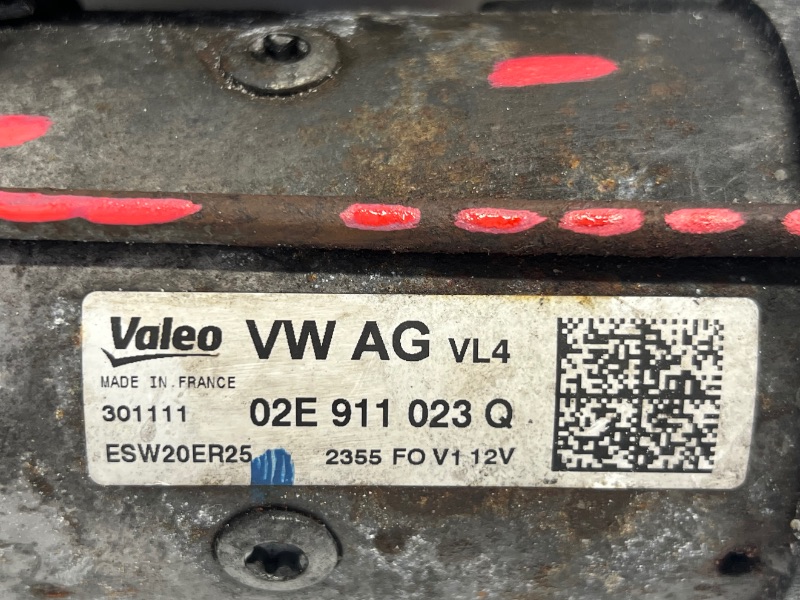 Valeo VW AG VL4
MADE IN FRANCE
301111 02E 911 023 Q
ESW20ER25 2355 FO V1 12V